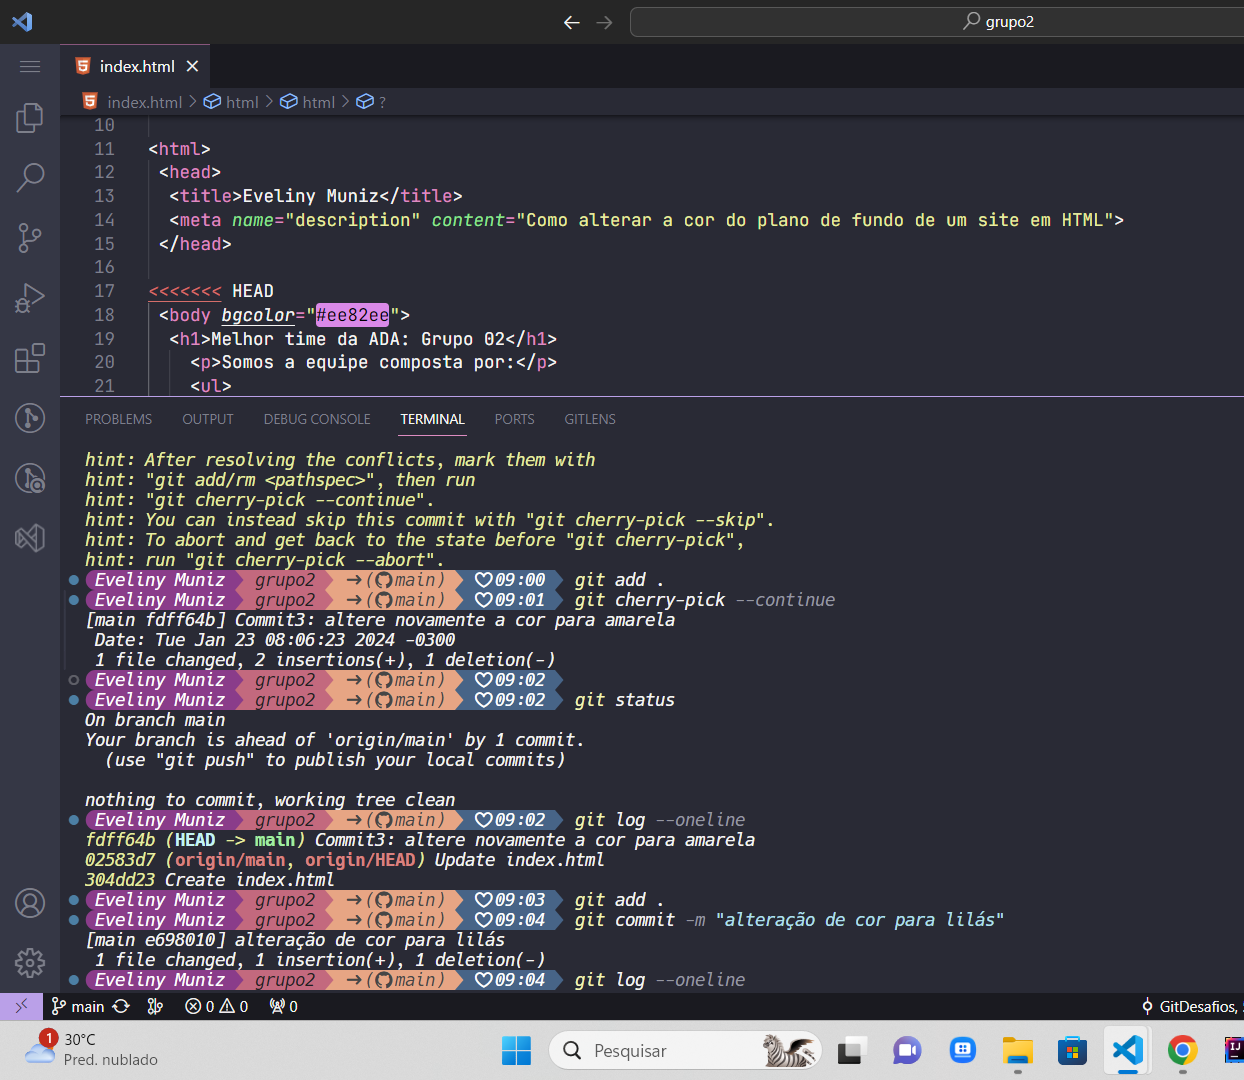 grupo2
index.html
index.html > html > html > ?
10
11 <html>
12 <head>
13 <title>Eveliny Muniz</title>
14 <meta name="description" content="Como alterar a cor do plano de fundo de um site em HTML">
15 </head>
16
17 <<<<<<< HEAD
18 <body bgcolor="#ee82ee">
19 <h1>Melhor time da ADA: Grupo 02</h1>
20 <p>Somos a equipe composta por:</p>
21 <ul>
PROBLEMS OUTPUT DEBUG CONSOLE TERMINAL PORTS GITLENS
hint: After resolving the conflicts, mark them with
hint: "git add/rm <pathspec>", then run
hint: "git cherry-pick --continue".
hint: You can instead skip this commit with "git cherry-pick --skip".
hint: To abort and get back to the state before "git cherry-pick",
hint: run "git cherry-pick --abort".
Eveliny Muniz grupo2 →(main) ♡09:00 git add .
Eveliny Muniz grupo2 →(main) ♡09:01 git cherry-pick --continue
[main fdff64b] Commit3: altere novamente a cor para amarela
Date: Tue Jan 23 08:06:23 2024 -0300
1 file changed, 2 insertions(+), 1 deletion(-)
Eveliny Muniz grupo2 →(main) ♡09:02
Eveliny Muniz grupo2 →(main) ♡09:02 git status
On branch main
Your branch is ahead of 'origin/main' by 1 commit.
(use "git push" to publish your local commits)
nothing to commit, working tree clean
Eveliny Muniz grupo2 →(main) ♡09:02 git log --oneline
fdff64b (HEAD -> main) Commit3: altere novamente a cor para amarela
02583d7 (origin/main, origin/HEAD) Update index.html
304dd23 Create index.html
Eveliny Muniz grupo2 →(main) ♡09:03 git add .
Eveliny Muniz grupo2 →(main) ♡09:04 git commit -m "alteração de cor para lilás"
[main e698010] alteração de cor para lilás
1 file changed, 1 insertion(+), 1 deletion(-)
Eveliny Muniz grupo2 →(main) ♡09:04 git log --oneline
main 0 0 0 GitDesafios,
1
30°C
Pred. nublado
Pesquisar
IJ